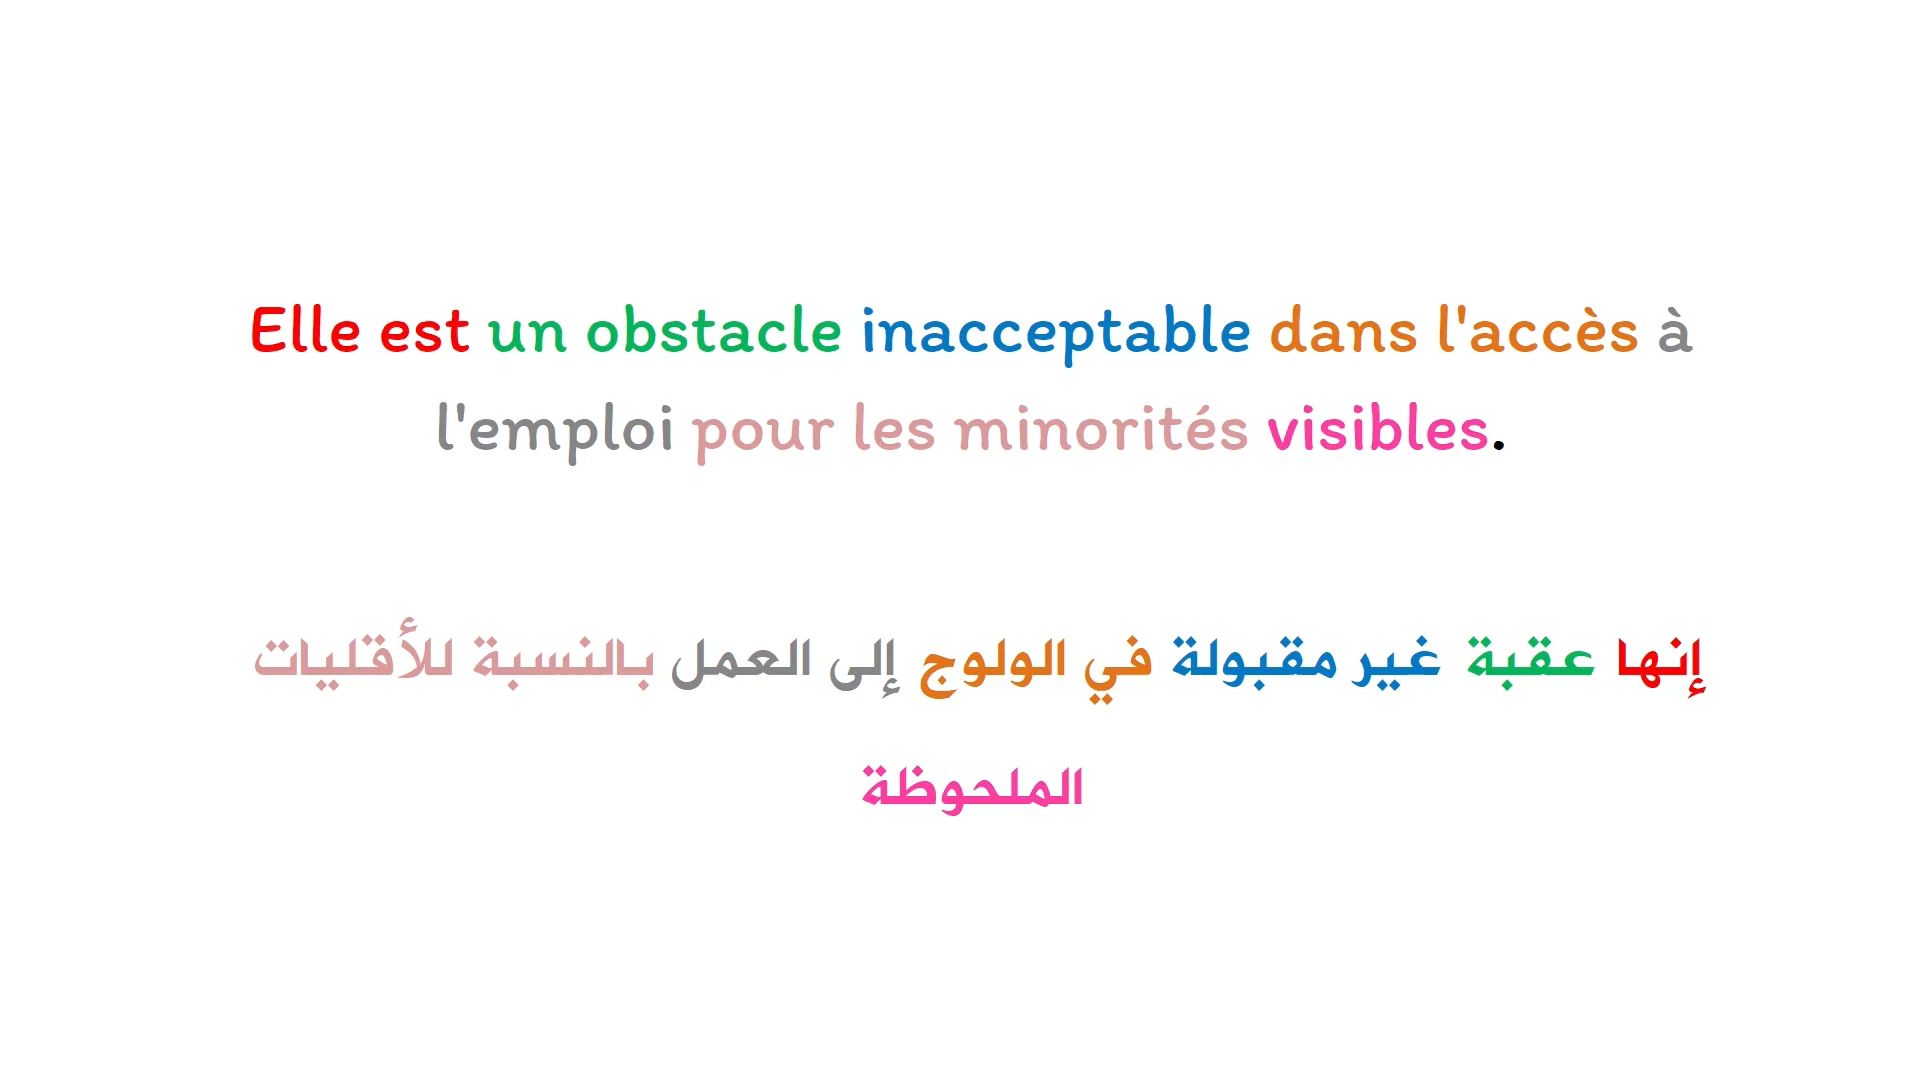 Elle est un obstacle inacceptable dans l'accès à
l'emploi pour les minorités visibles.
إنها عقبة غير مقبولة في الولوج إلى العمل بالنسبة للأقليات
الملحوظة